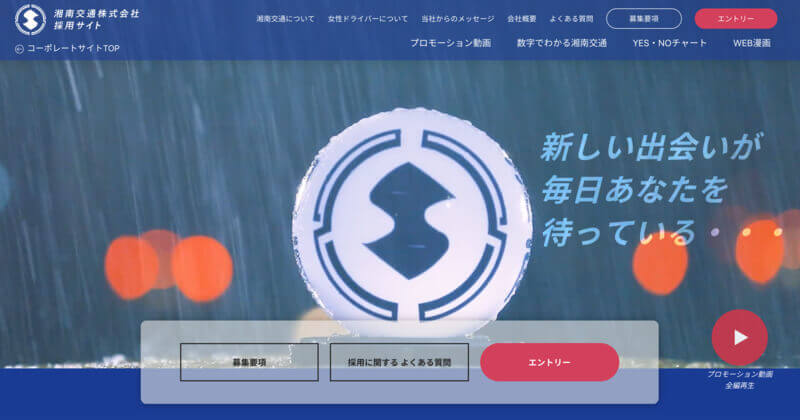 湘南交通株式会社
採用サイト
コーポレートサイトTOP
湘南交通について 女性ドライバーについて 当社からのメッセージ 会社概要 よくある質問 募集要項 エントリー
プロモーション動画 数字でわかる湘南交通 YES・NOチャート WEB漫画
新しい出会いが
毎日あなたを
待っている・・・
募集要項 採用に関する よくある質問 エントリー
プロモーション動画
全編再生